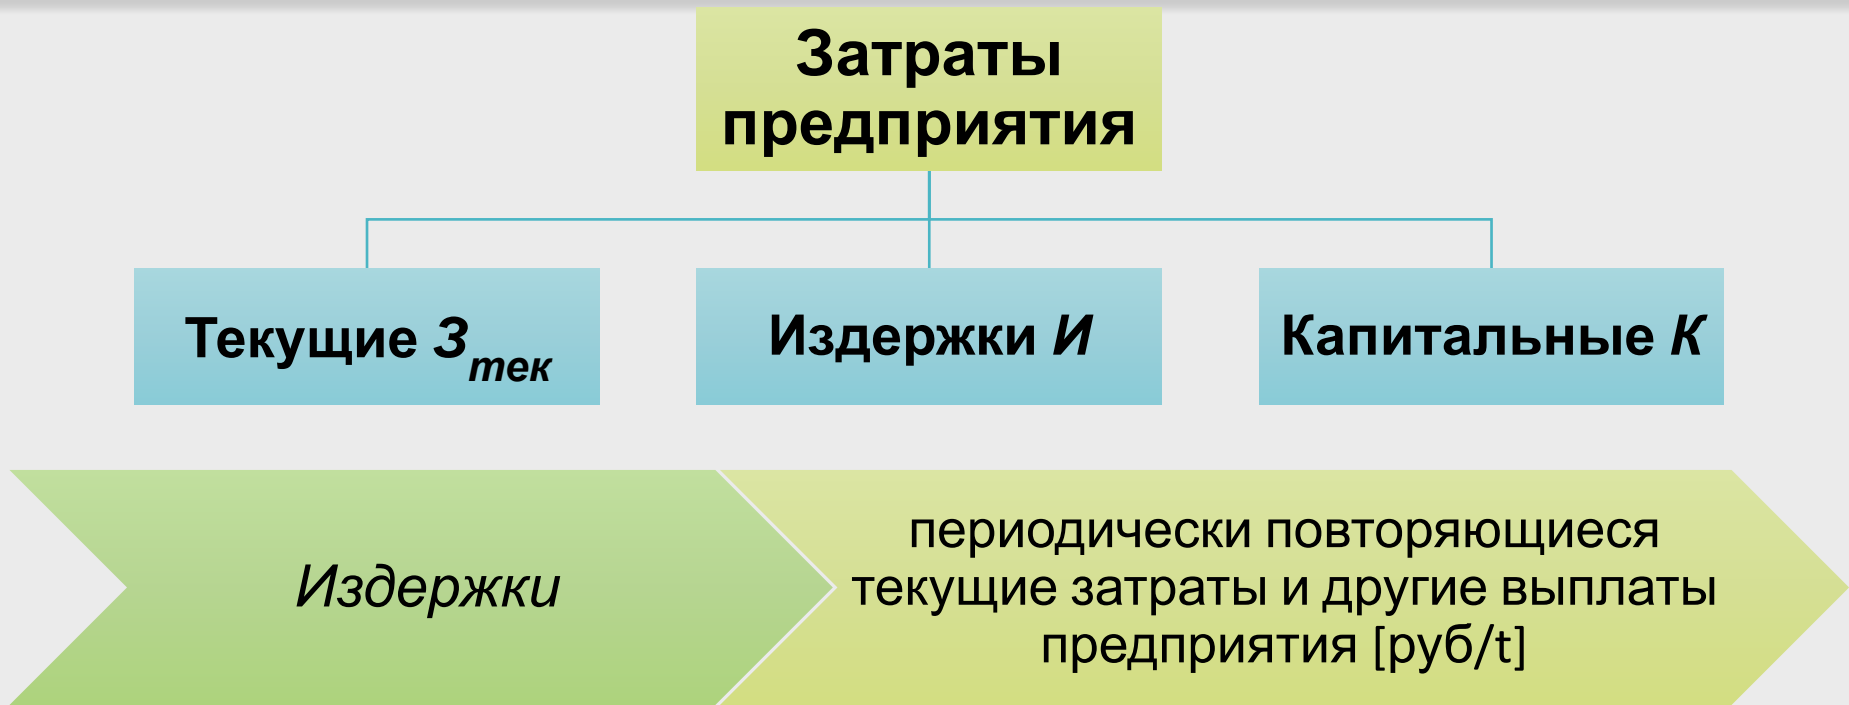 Затраты
предприятия
Текущие Зтек
Издержки И
Капитальные К
Издержки
периодически повторяющиеся
текущие затраты и другие выплаты
предприятия [руб/t]